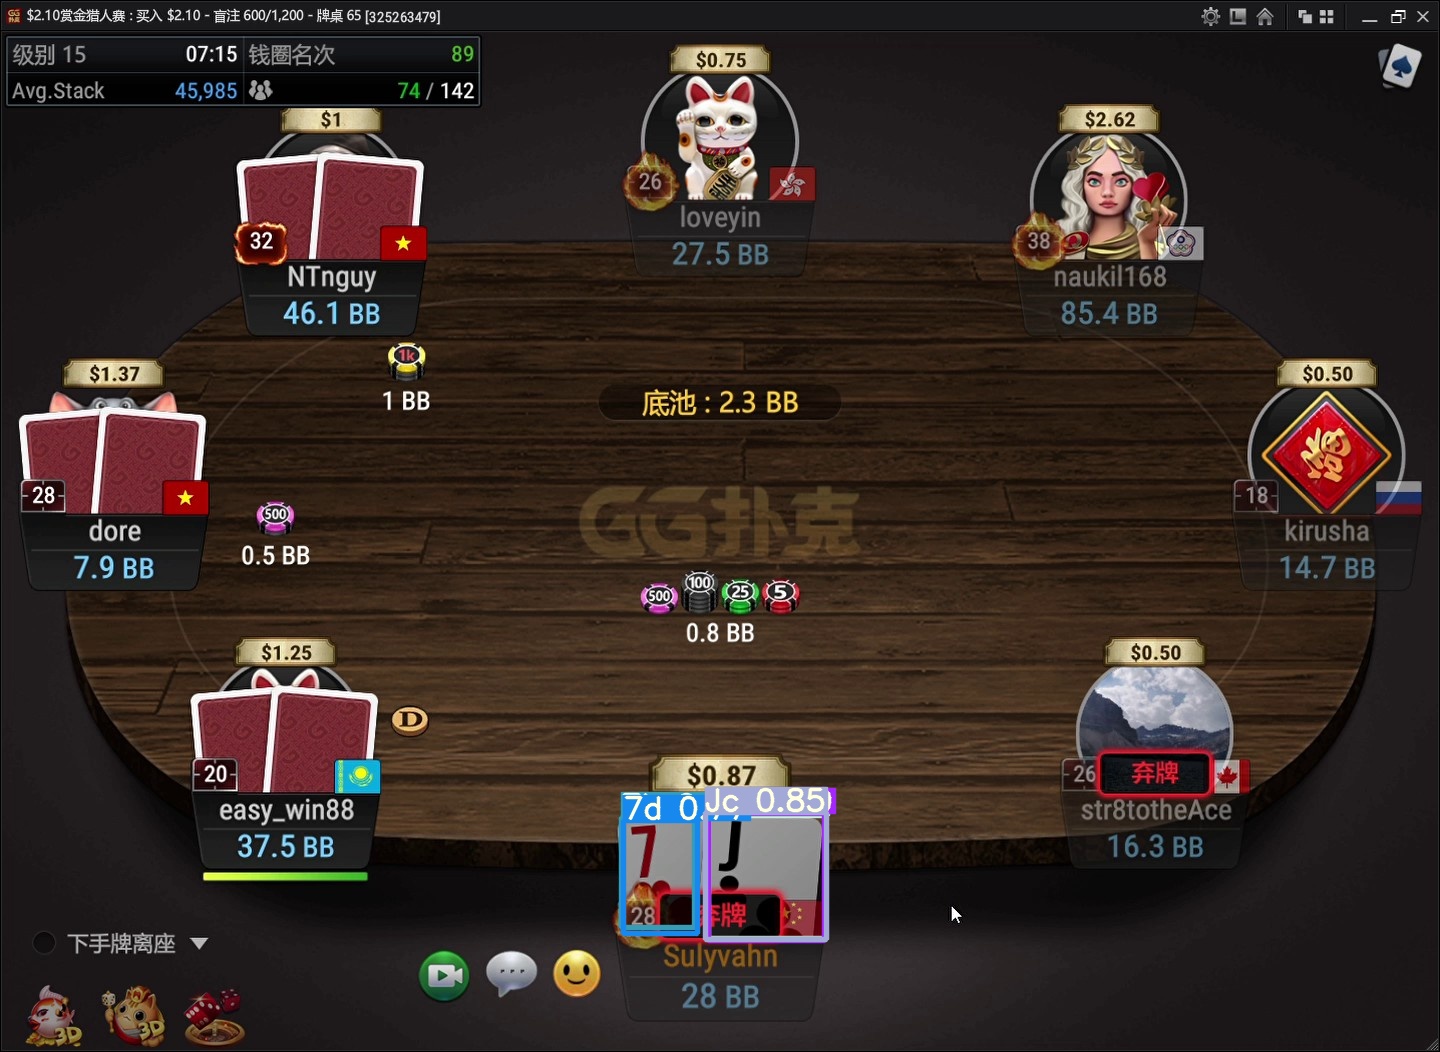 $2.10赏金猎人赛 : 买入 $2.10 - 盲注 600/1,200 - 牌桌 65 [325263479]
级别 15 07:15 钱圈名次 89
Avg.Stack 45,985 74 / 142
$0.75
26
loveyin
27.5 BB
$1
32
NTnguy
46.1 BB
$2.62
38
naukil168
85.4 BB
1k
1 BB
底池 : 2.3 BB
$1.37
28
dore
7.9 BB
$0.50
18
kirusha
14.7 BB
500
0.5 BB
GG扑克
500 100 25 5
0.8 BB
$1.25
20
easy_win88
37.5 BB
D
$0.50
26
弃牌
str8totheAce
16.3 BB
$0.87
7d 0.
Jc 0.85
7 J
28
弃牌
Sulyvahn
28 BB
下手牌离座
3D 3D